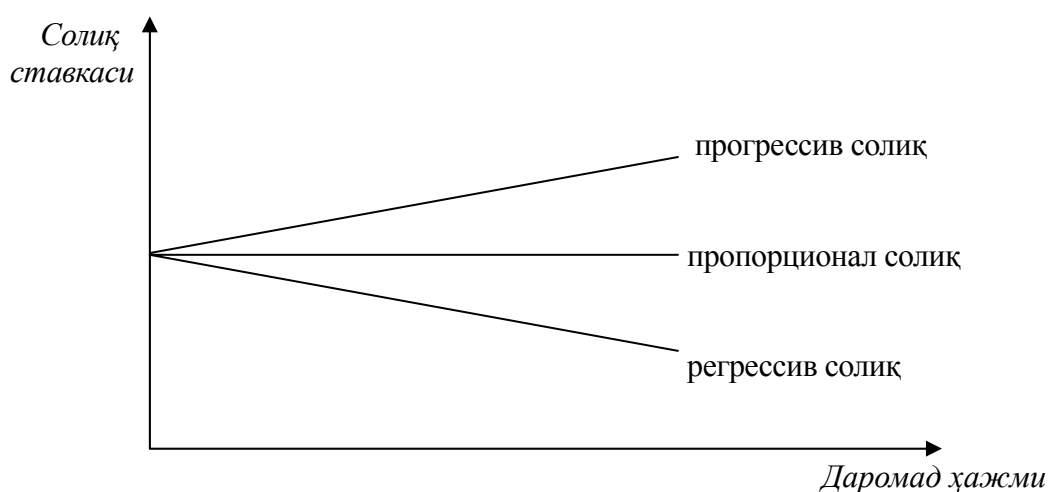 Солиқ
ставкаси
прогрессив солиқ
пропорционал солиқ
регрессив солиқ
Даромад ҳажми